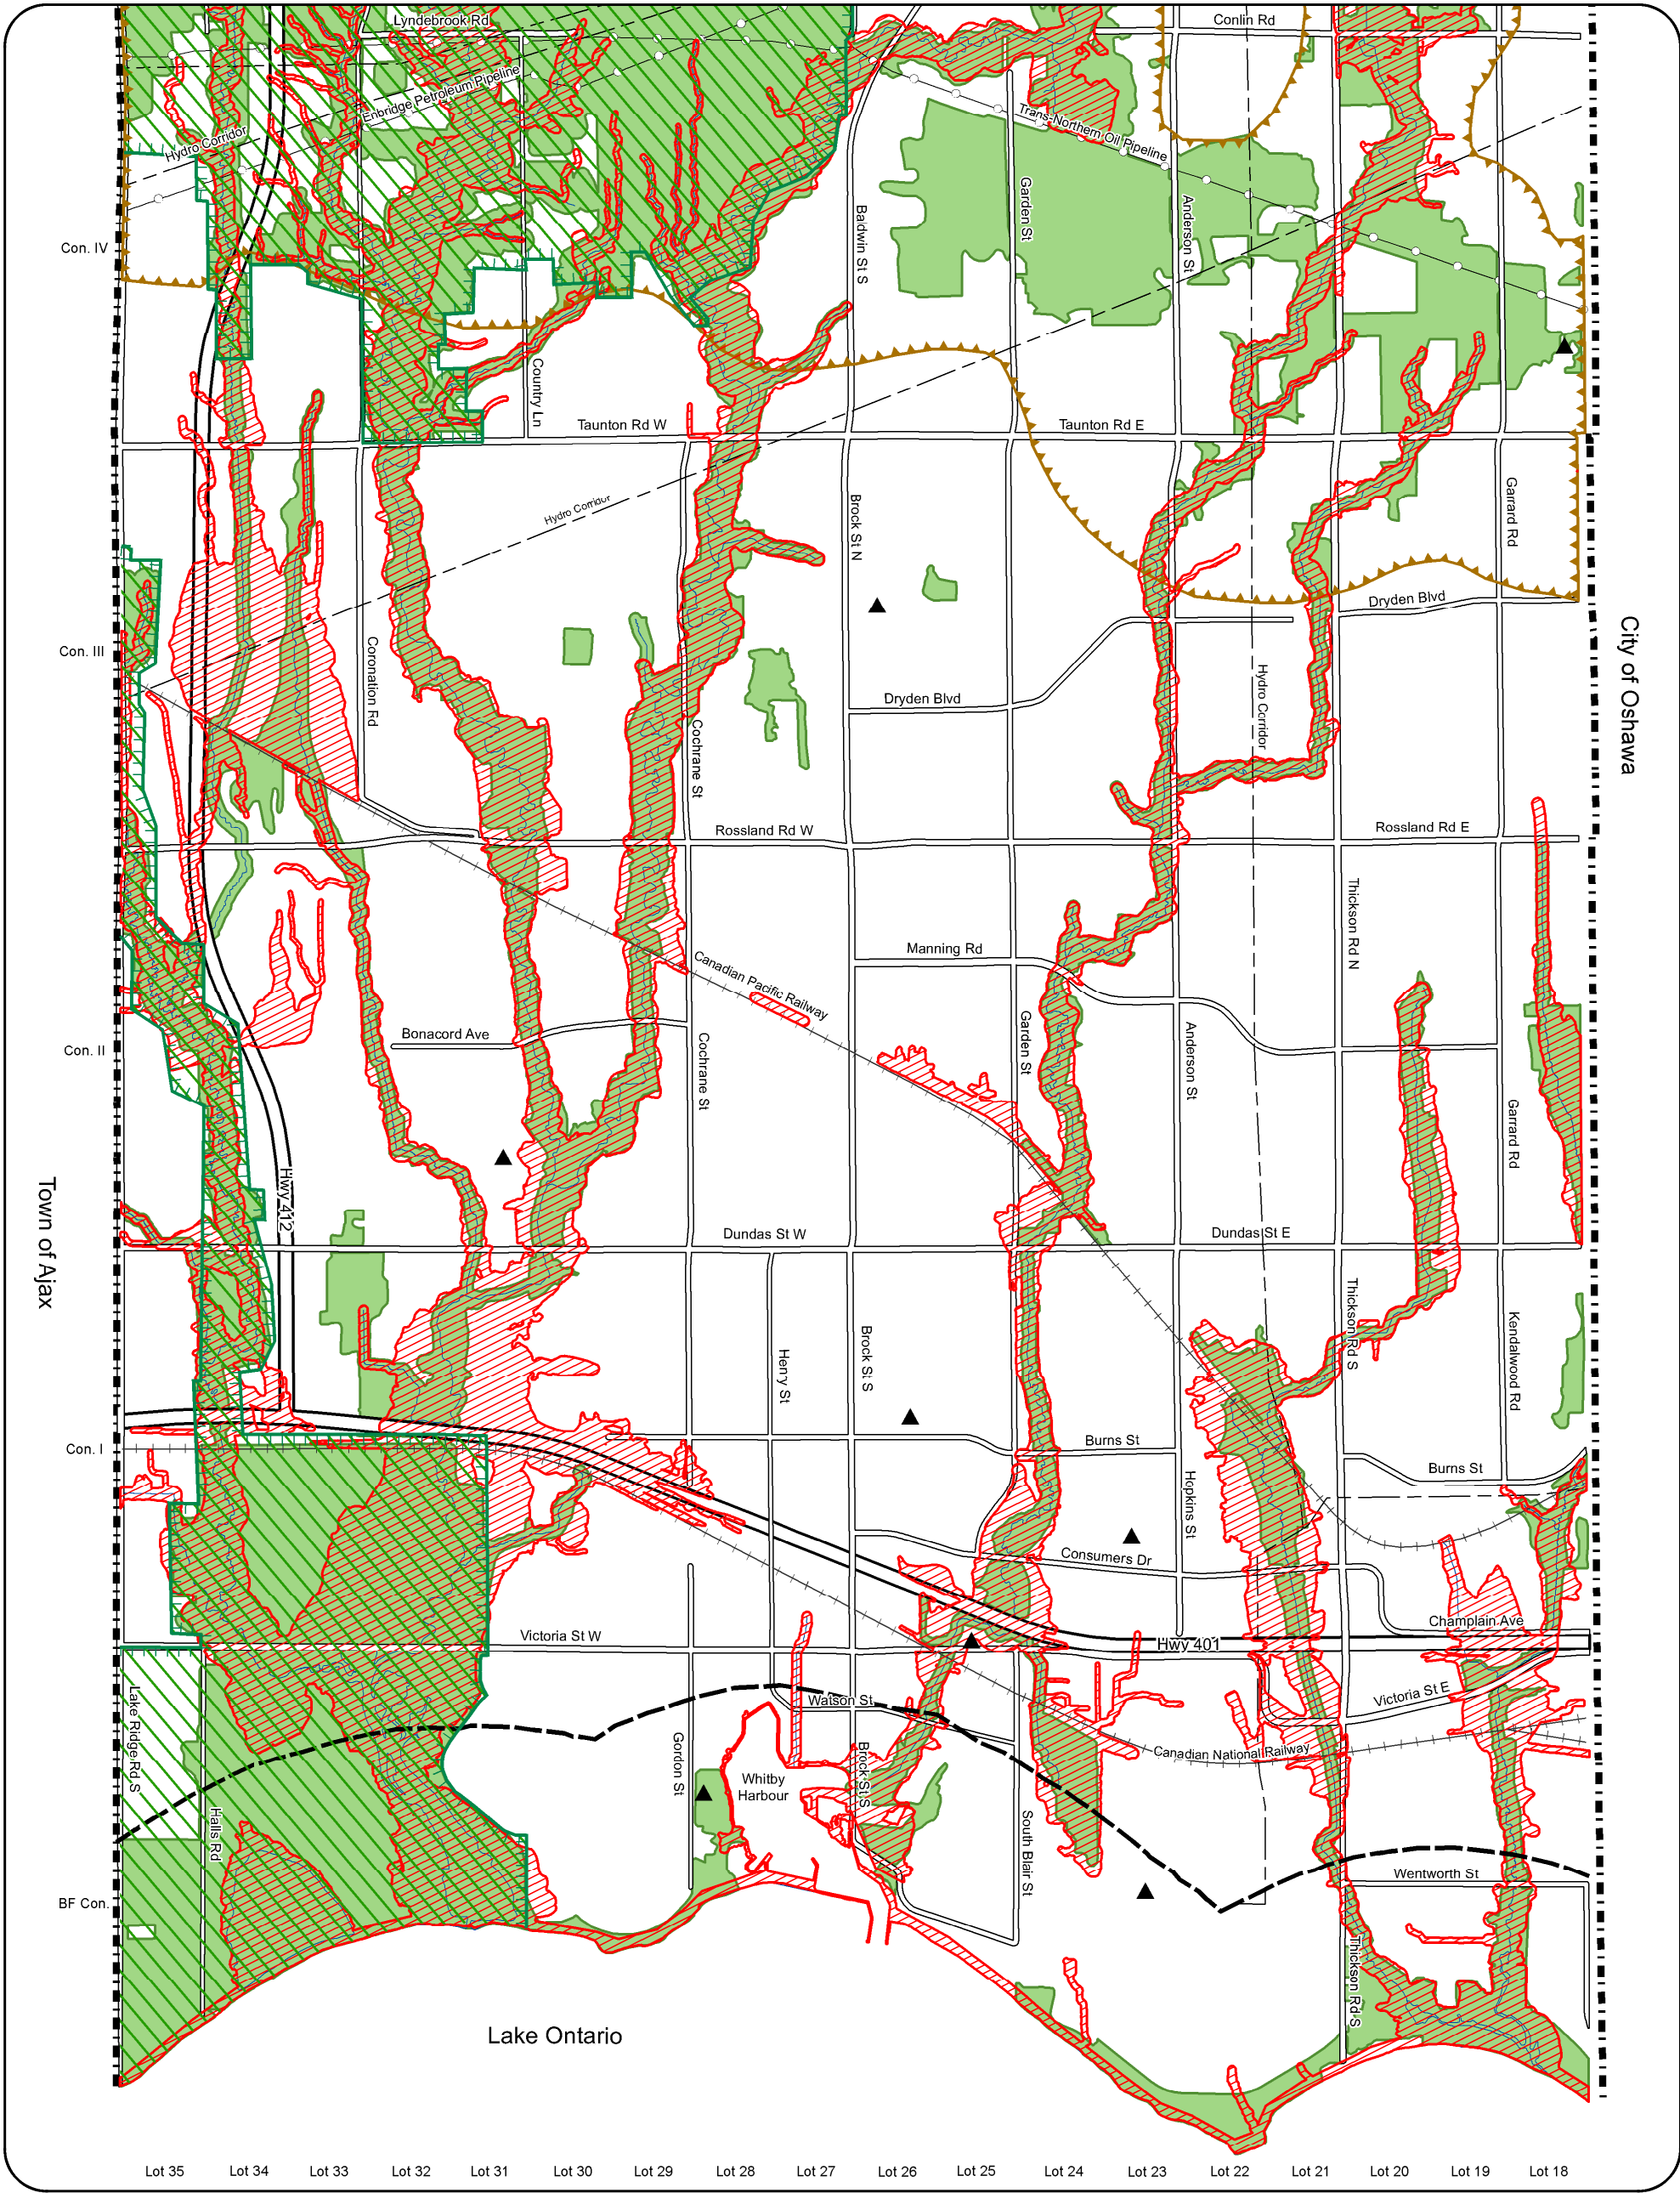 Lyndebrook Rd
Conlin Rd
Enbridge Petroleum Pipeline
Hydro Corridor
Trans-Northern Oil Pipeline
Con. IV
Baldwin St S
Garden St
Anderson St
Country Ln
Taunton Rd W
Taunton Rd E
Hydro Corridor
Brock St N
Garrard Rd
Dryden Blvd
Con. III
City of Oshawa
Coronation Rd
Hydro Corridor
Dryden Blvd
Cochrane St
Rossland Rd W
Rossland Rd E
Thickson Rd N
Manning Rd
Canadian Pacific Railway
Bonacord Ave
Con. II
Cochrane St
Garden St
Anderson St
Garrard Rd
Hwy 412
Town of Ajax
Dundas St W
Dundas St E
Thickson Rd S
Henry St
Brock St S
Kendalwood Rd
Con. I
Burns St
Burns St
Hopkins St
Consumers Dr
Champlain Ave
Victoria St W
Hwy 401
Lake Ridge Rd S
Watson St
Victoria St E
Gordon St
Brock St S
Canadian National Railway
Whitby
Harbour
Halls Rd
South Blair St
Wentworth St
BF Con.
Thickson Rd S
Lake Ontario
Lot 35
Lot 34
Lot 33
Lot 32
Lot 31
Lot 30
Lot 29
Lot 28
Lot 27
Lot 26
Lot 25
Lot 24
Lot 23
Lot 22
Lot 21
Lot 20
Lot 19
Lot 18